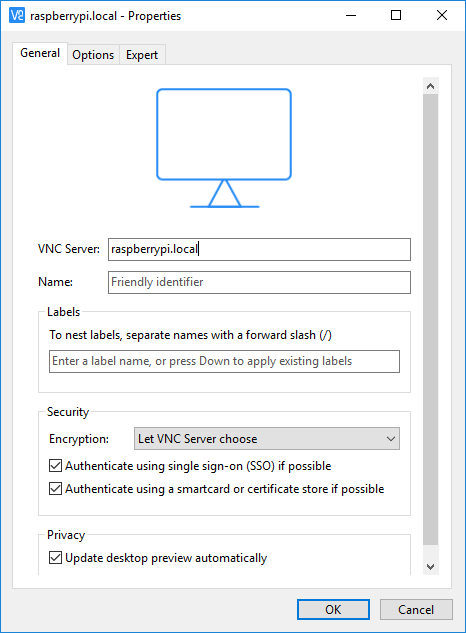 raspberrypi.local - Properties
General Options Expert
VNC Server: raspberrypi.local
Name: Friendly identifier
Labels
To nest labels, separate names with a forward slash (/)
Enter a label name, or press Down to apply existing labels
Security
Encryption: Let VNC Server choose
Authenticate using single sign-on (SSO) if possible
Authenticate using a smartcard or certificate store if possible
Privacy
Update desktop preview automatically
OK Cancel